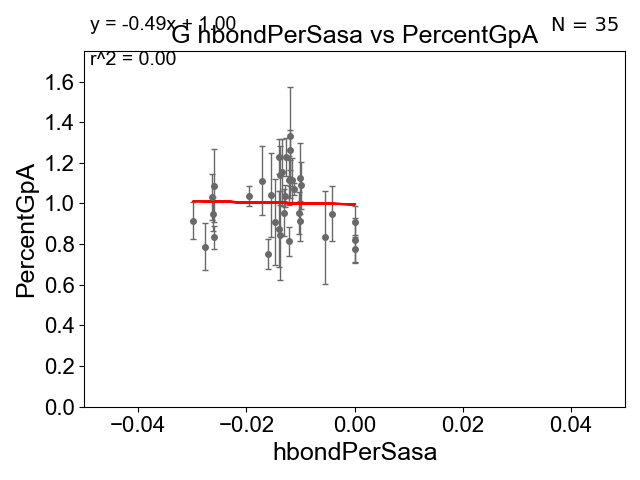 y = -0.49x + 1.00
G hbondPerSasa vs PercentGpA
N = 35
r^2 = 0.00
PercentGpA
1.6
1.4
1.2
1.0
0.8
0.6
0.4
0.2
0.0
−0.04 −0.02 0.00 0.02 0.04
hbondPerSasa